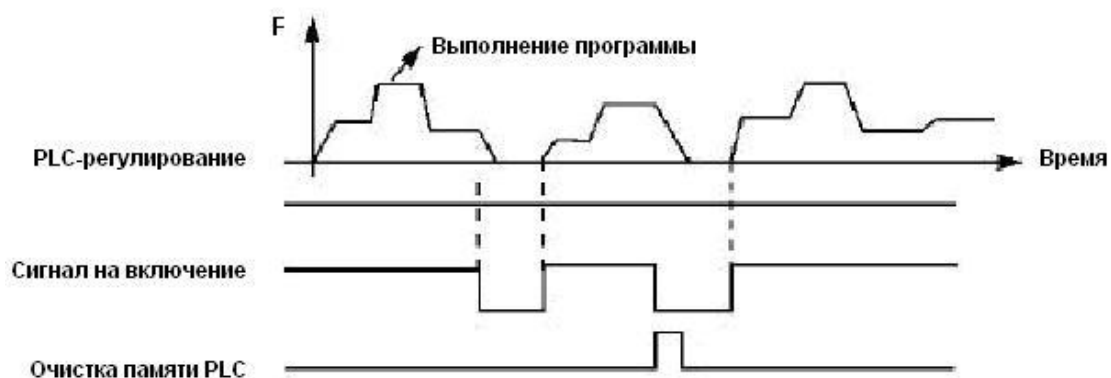 F
Выполнение программы
PLC-регулирование
Время
Сигнал на включение
Очистка памяти PLC